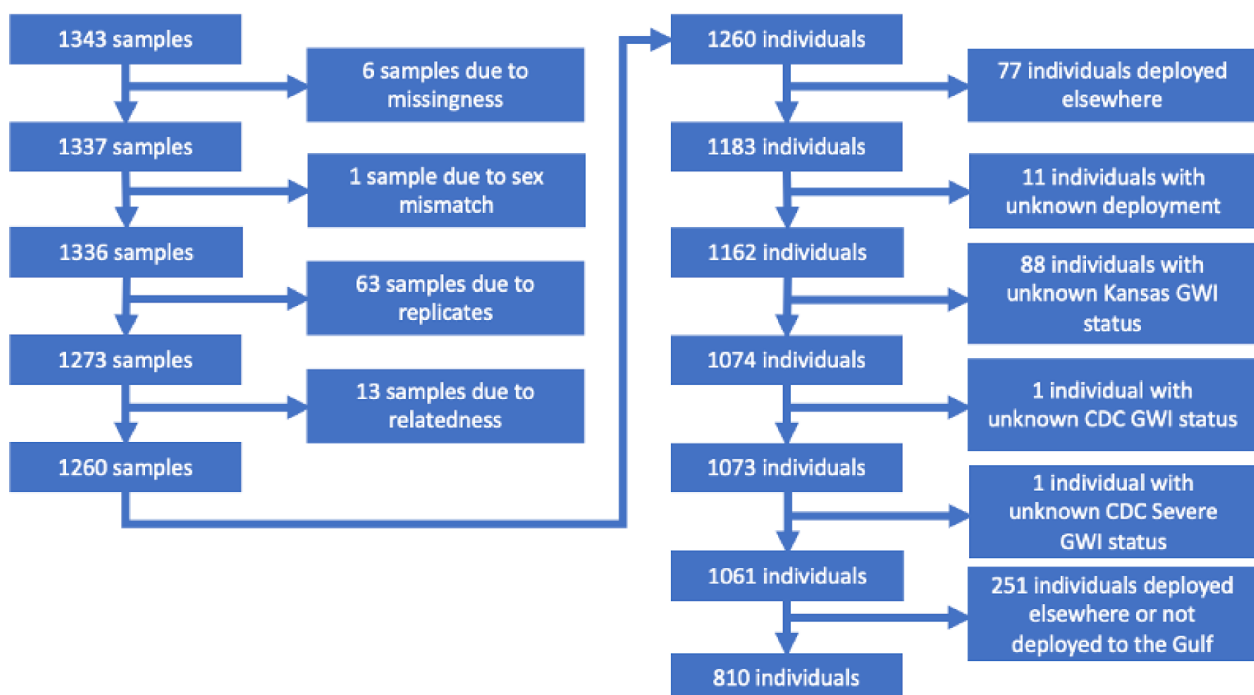 1343 samples
6 samples due to
missingness
1337 samples
1 sample due to sex
mismatch
1336 samples
63 samples due to
replicates
1273 samples
13 samples due to
relatedness
1260 samples
1260 individuals
77 individuals deployed
elsewhere
1183 individuals
11 individuals with
unknown deployment
1162 individuals
88 individuals with
unknown Kansas GWI
status
1074 individuals
1 individual with
unknown CDC GWI status
1073 individuals
1 individual with
unknown CDC Severe
GWI status
1061 individuals
251 individuals deployed
elsewhere or not
deployed to the Gulf
810 individuals